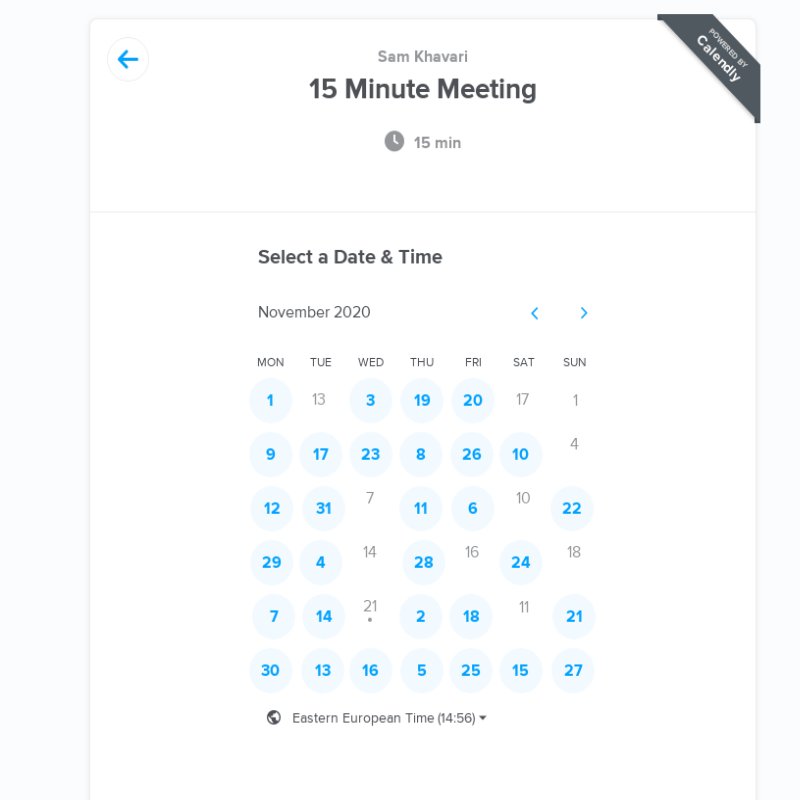 POWERED BY
Calendly
Sam Khavari
15 Minute Meeting
15 min
Select a Date & Time
November 2020
MON TUE WED THU FRI SAT SUN
1 13 3 19 20 17 1
9 17 23 8 26 10 4
12 31 7 11 6 10 22
29 4 14 28 16 24 18
7 14 21 2 18 11 21
30 13 16 5 25 15 27
Eastern European Time (14:56)